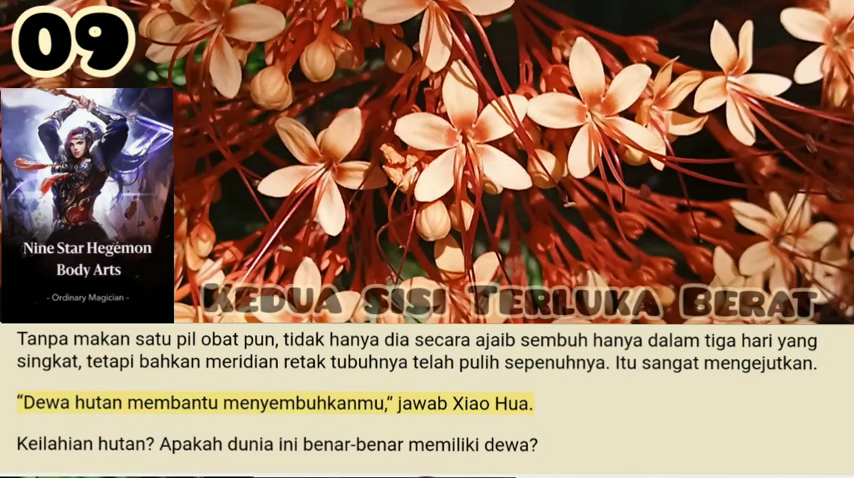 09
Nine Star Hegemon
Body Arts
- Ordinary Magician -
Kedua sisi Terluka Berat
Tanpa makan satu pil obat pun, tidak hanya dia secara ajaib sembuh hanya dalam tiga hari yang
singkat, tetapi bahkan meridian retak tubuhnya telah pulih sepenuhnya. Itu sangat mengejutkan.
“Dewa hutan membantu menyembuhkanmu,” jawab Xiao Hua.
Keilahian hutan? Apakah dunia ini benar-benar memiliki dewa?